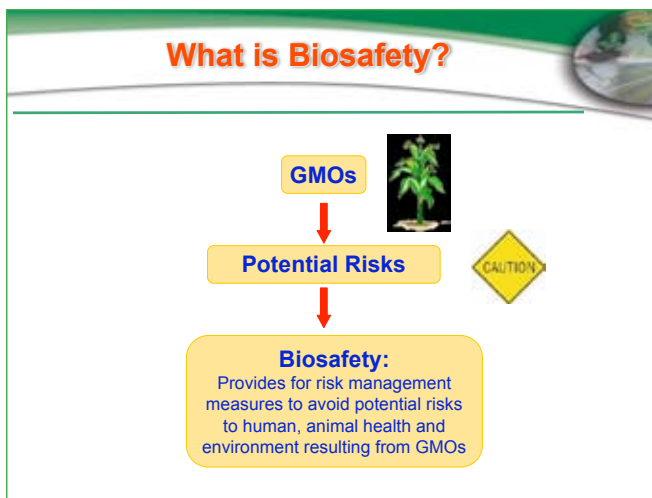 What is Biosafety?
GMOs
Potential Risks
CAUTION
Biosafety:
Provides for risk management
measures to avoid potential risks
to human, animal health and
environment resulting from GMOs